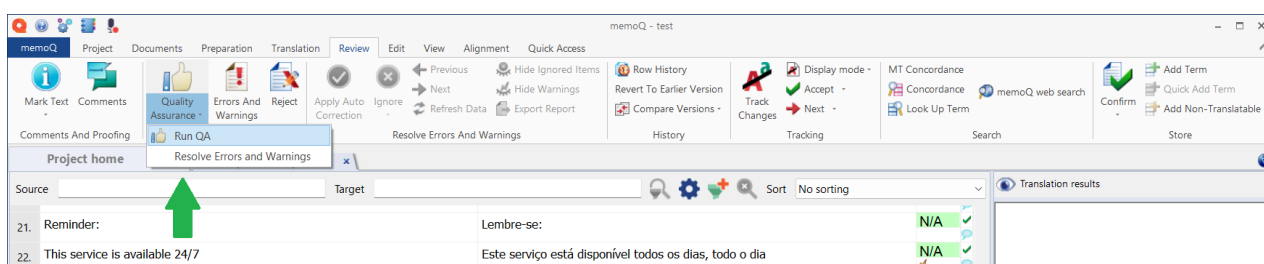 memoQ - test
memoQ Project Documents Preparation Translation Review Edit View Alignment Quick Access
Mark Text Comments
Quality Assurance
Errors And Warnings
Reject
Apply Auto Correction
Ignore
Previous
Next
Refresh Data
Hide Ignored Items
Hide Warnings
Export Report
Row History
Revert To Earlier Version
Compare Versions
Track Changes
Display mode
Accept
Next
MT Concordance
Concordance
Look Up Term
memoQ web search
Confirm
Add Term
Quick Add Term
Add Non-Translatable
Comments And Proofing
Resolve Errors And Warnings
History
Tracking
Search
Store
Run QA
Resolve Errors and Warnings
Project home
Source
Target
Sort No sorting
Translation results
21. Reminder: Lembre-se: N/A
22. This service is available 24/7 Este serviço está disponível todos os dias, todo o dia N/A